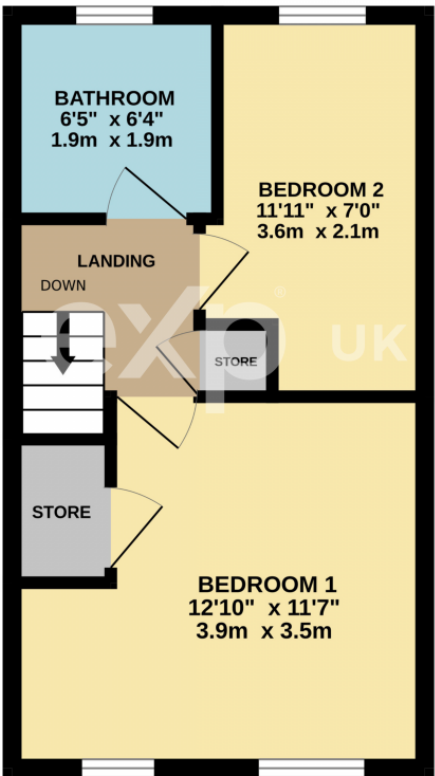 BATHROOM
6'5" x 6'4"
1.9m x 1.9m
BEDROOM 2
11'11" x 7'0"
3.6m x 2.1m
LANDING
DOWN
exp UK
®
STORE
STORE
BEDROOM 1
12'10" x 11'7"
3.9m x 3.5m